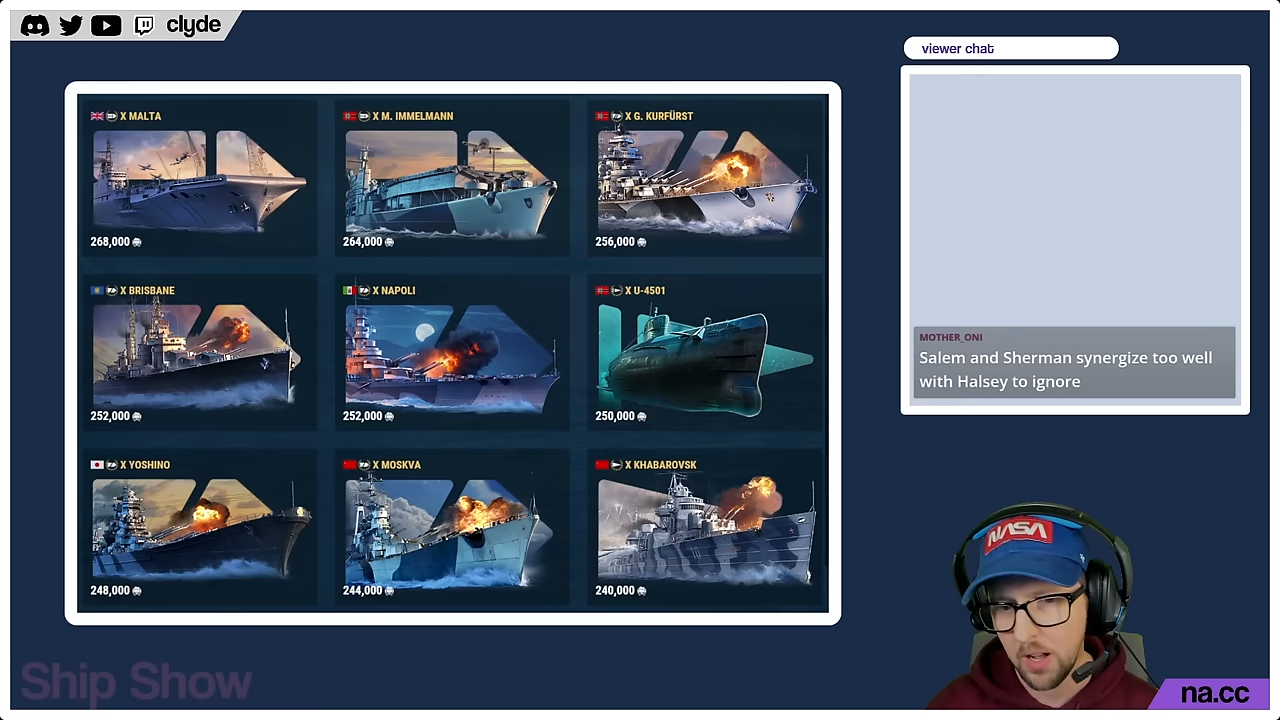 clyde
viewer chat
X MALTA
268,000
X M. IMMELMANN
264,000
X G. KURFÜRST
256,000
X BRISBANE
252,000
X NAPOLI
252,000
X U-4501
250,000
X YOSHINO
248,000
X MOSKVA
244,000
X KHABAROVSK
240,000
MOTHER_ONI
Salem and Sherman synergize too well
with Halsey to ignore
NASA
Ship Show
na.cc